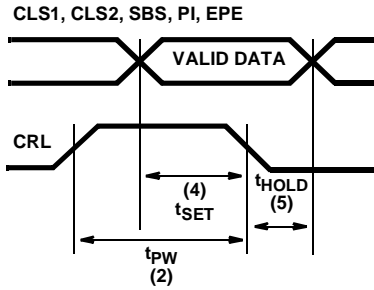 CLS1, CLS2, SBS, PI, EPE
VALID DATA
CRL
(4)
tSET
tHOLD
(5)
tPW
(2)